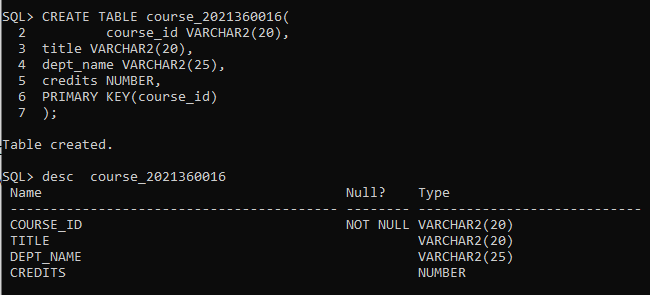 SQL> CREATE TABLE course_2021360016(
2 course_id VARCHAR2(20),
3 title VARCHAR2(20),
4 dept_name VARCHAR2(25),
5 credits NUMBER,
6 PRIMARY KEY(course_id)
7 );
Table created.
SQL> desc course_2021360016
Name Null? Type
----------------------------------------- -------- ----------------------------
COURSE_ID NOT NULL VARCHAR2(20)
TITLE VARCHAR2(20)
DEPT_NAME VARCHAR2(25)
CREDITS NUMBER